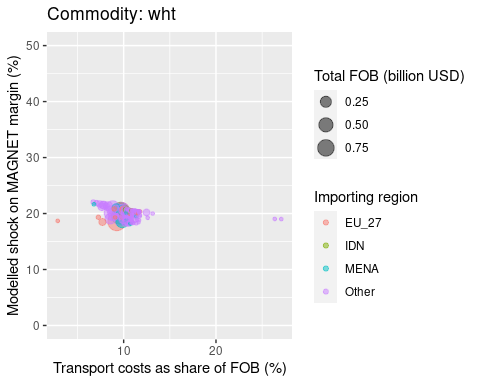 Commodity: wht
Modelled shock on MAGNET margin (%)
50
40
30
20
10
0
10
20
Transport costs as share of FOB (%)
Total FOB (billion USD)
0.25
0.50
0.75
Importing region
EU_27
IDN
MENA
Other